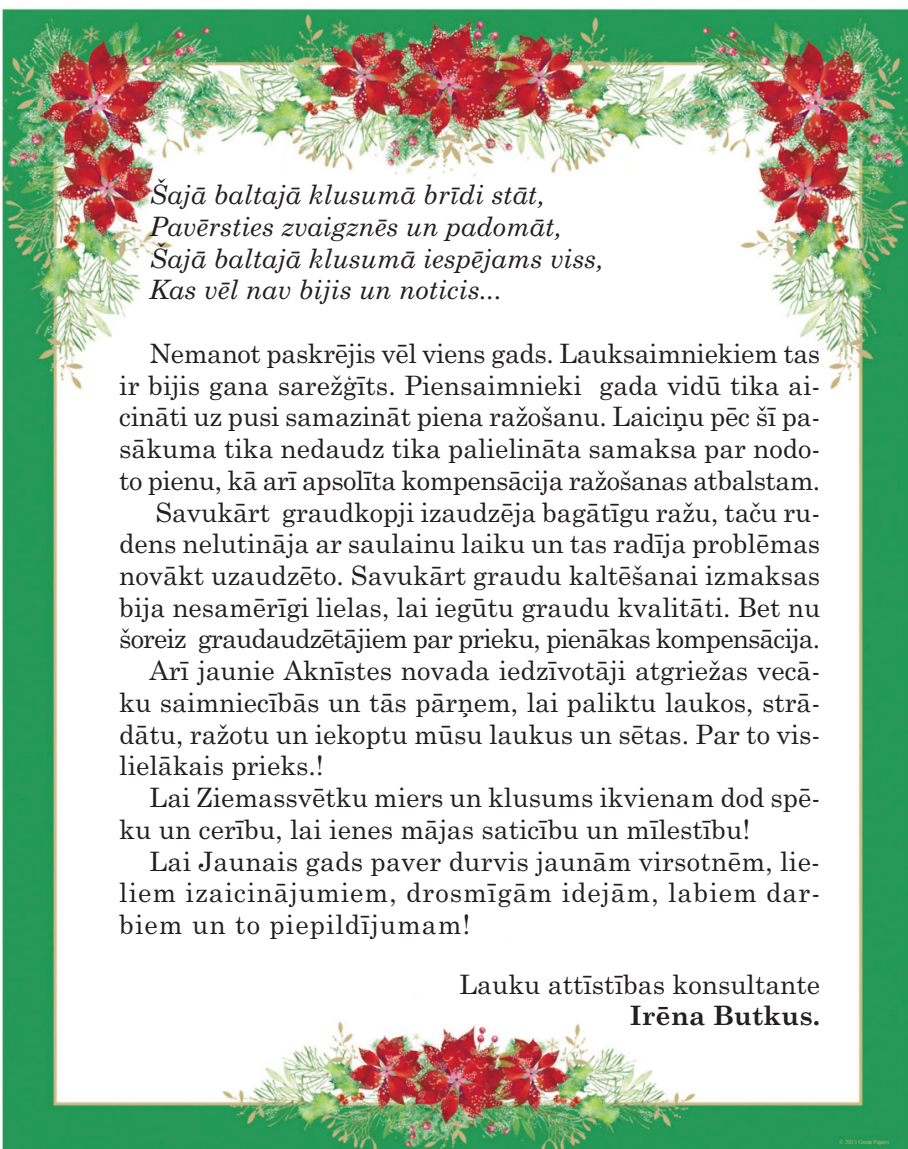 Šajā baltajā klusumā brīdi stāt,
Pavērsties zvaigznēs un padomāt,
Šajā baltajā klusumā iespējams viss,
Kas vēl nav bijis un noticis...
Nemanot paskrējis vēl viens gads. Lauksaimniekiem tas
ir bijis gana sarežģīts. Piensaimnieki gada vidū tika ai-
cināti uz pusi samazināt piena ražošanu. Laiciņu pēc šī pa-
sākuma tika nedaudz tika palielināta samaksa par nodo-
to pienu, kā arī apsolīta kompensācija ražošanas atbalstam.
Savukārt graudkopji izaudzēja bagātīgu ražu, taču ru-
dens nelutināja ar saulainu laiku un tas radīja problēmas
novākt uzaudzēto. Savukārt graudu kaltēšanai izmaksas
bija nesamērīgi lielas, lai iegūtu graudu kvalitāti. Bet nu
šoreiz graudaudzētājiem par prieku, pienākas kompensācija.
Arī jaunie Aknīstes novada iedzīvotāji atgriežas vecā-
ku saimniecībās un tās pārņem, lai paliktu laukos, strā-
dātu, ražotu un iekoptu mūsu laukus un sētas. Par to vis-
lielākais prieks.!
Lai Ziemassvētku miers un klusums ikvienam dod spē-
ku un cerību, lai ienes mājas saticību un mīlestību!
Lai Jaunais gads paver durvis jaunām virsotnēm, lie-
liem izaicinājumiem, drosmīgām idejām, labiem dar-
biem un to piepildījumam!
Lauku attīstības konsultante
Irēna Butkus.
© 2013 Great Papers